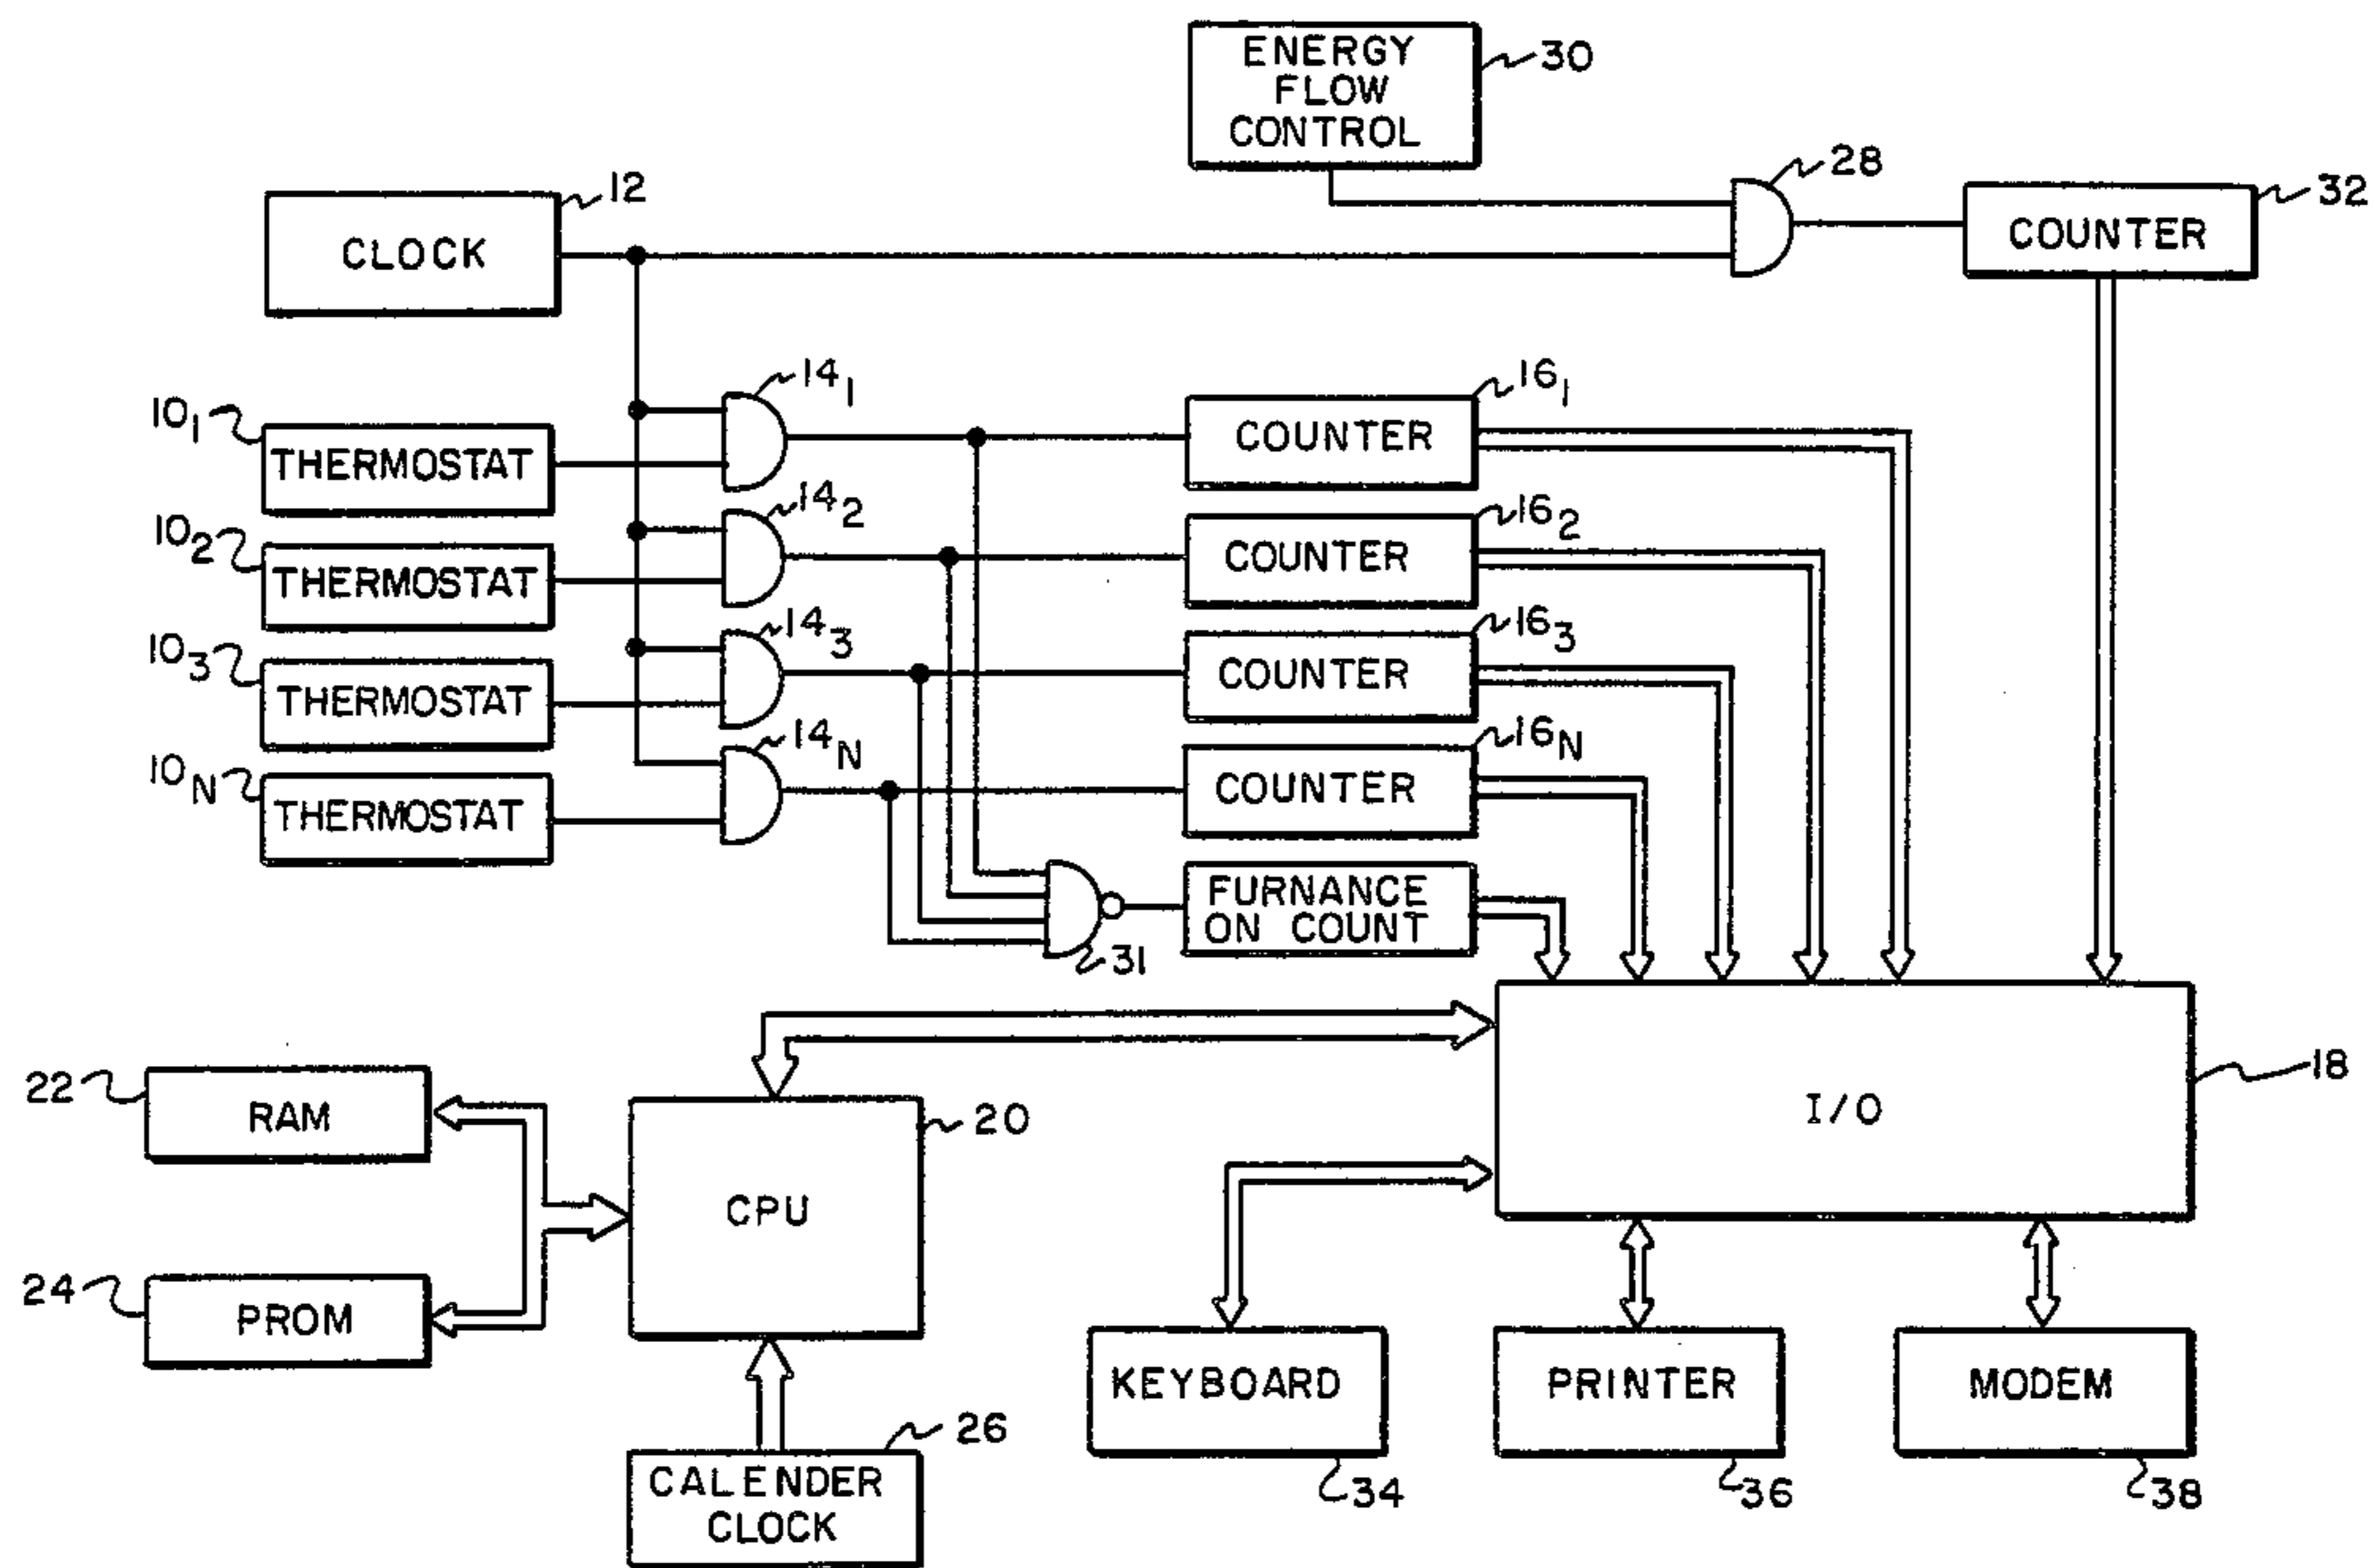 ENERGY
FLOW
CONTROL
30
28
12
CLOCK
32
COUNTER
14₁
16₁
10₁
THERMOSTAT
COUNTER
14₂
16₂
10₂
THERMOSTAT
COUNTER
14₃
16₃
10₃
THERMOSTAT
COUNTER
14N
16N
10N
THERMOSTAT
COUNTER
FURNANCE
ON COUNT
31
18
22
RAM
20
I/O
CPU
24
PROM
KEYBOARD
PRINTER
MODEM
26
CALENDER
CLOCK
34
36
38